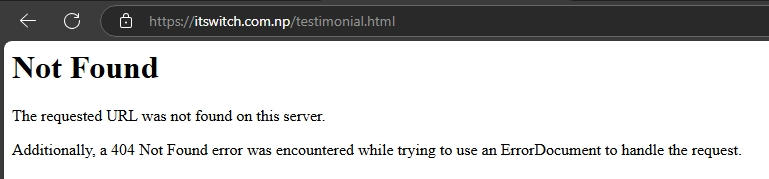 https://itswitch.com.np/testimonial.html
Not Found
The requested URL was not found on this server.
Additionally, a 404 Not Found error was encountered while trying to use an ErrorDocument to handle the request.